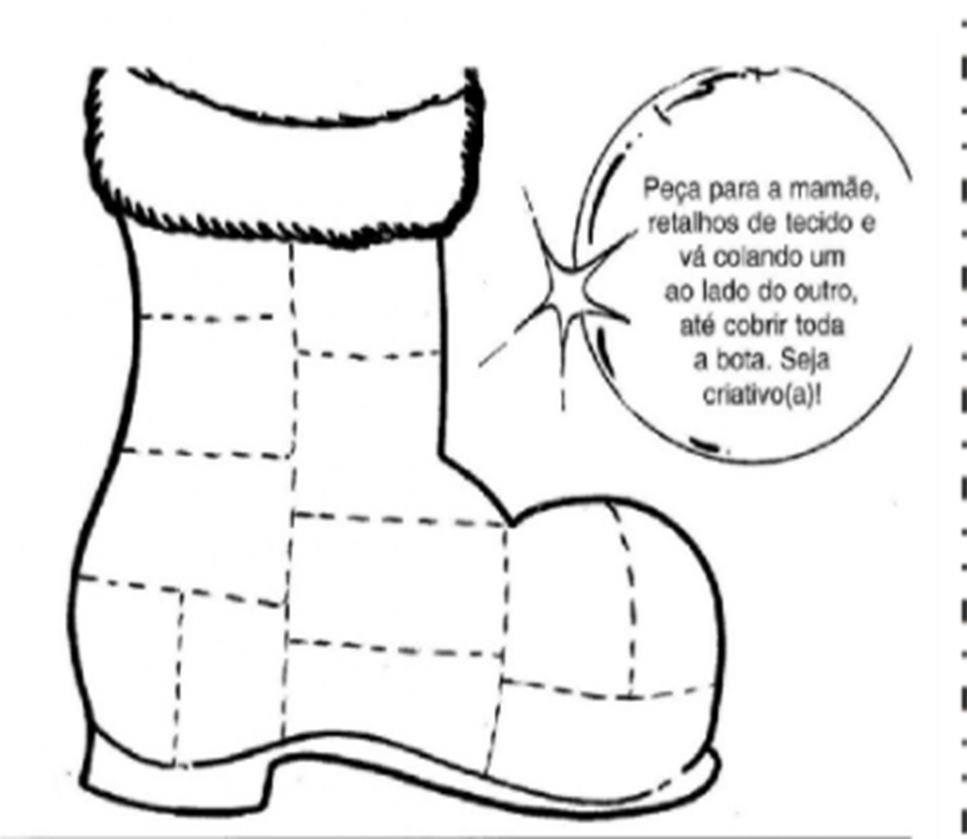 Peça para a mamãe,
retalhos de tecido e
vá colando um
ao lado do outro,
até cobrir toda
a bota. Seja
criativo(a)!